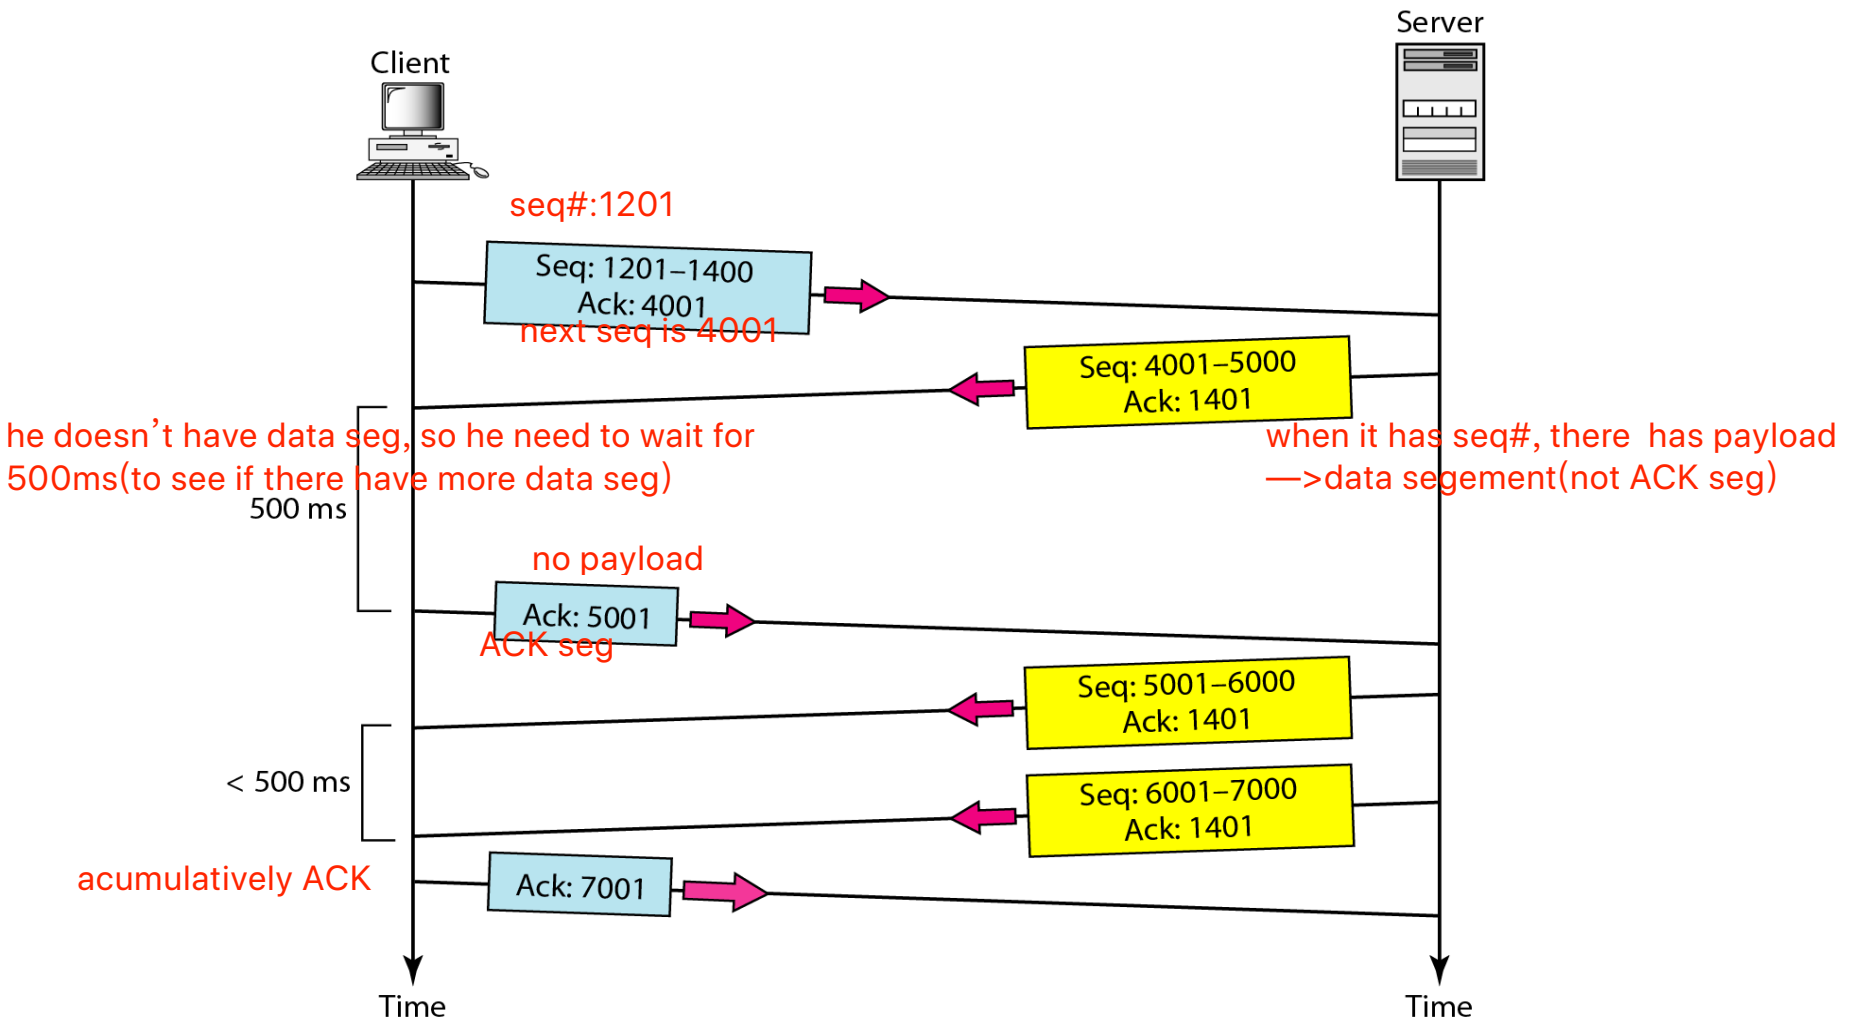 Server
Client
seq#:1201
Seq: 1201–1400
Ack: 4001
next seq is 4001
Seq: 4001–5000
Ack: 1401
he doesn't have data seg, so he need to wait for
500ms(to see if there have more data seg)
when it has seq#, there has payload
—>data segement(not ACK seg)
500 ms
no payload
Ack: 5001
ACK seg
Seq: 5001–6000
Ack: 1401
< 500 ms
Seq: 6001–7000
Ack: 1401
acumulatively ACK
Ack: 7001
Time
Time